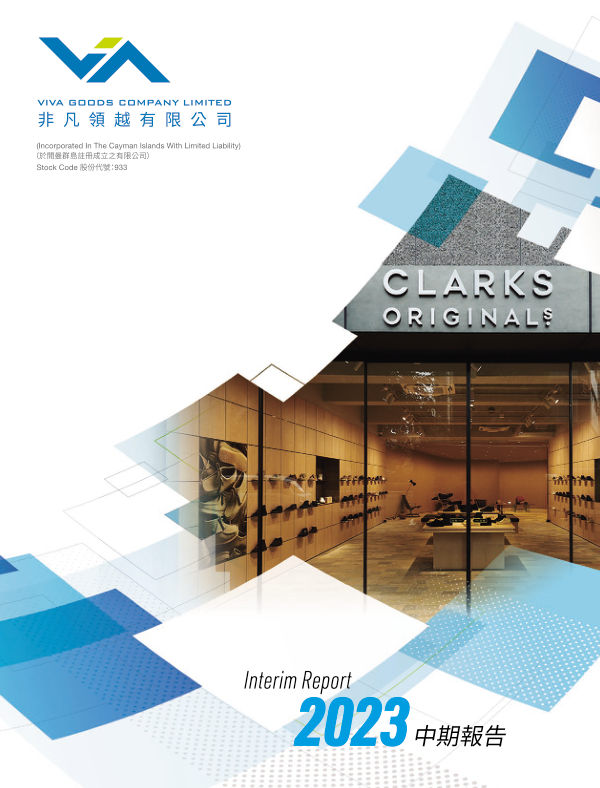 VIVA GOODS COMPANY LIMITED
非凡領越有限公司
(Incorporated In The Cayman Islands With Limited Liability)
(於開曼群島註冊成立之有限公司)
Stock Code 股份代號:933
CLARKS
ORIGINALS.
Interim Report
2023 中期報告